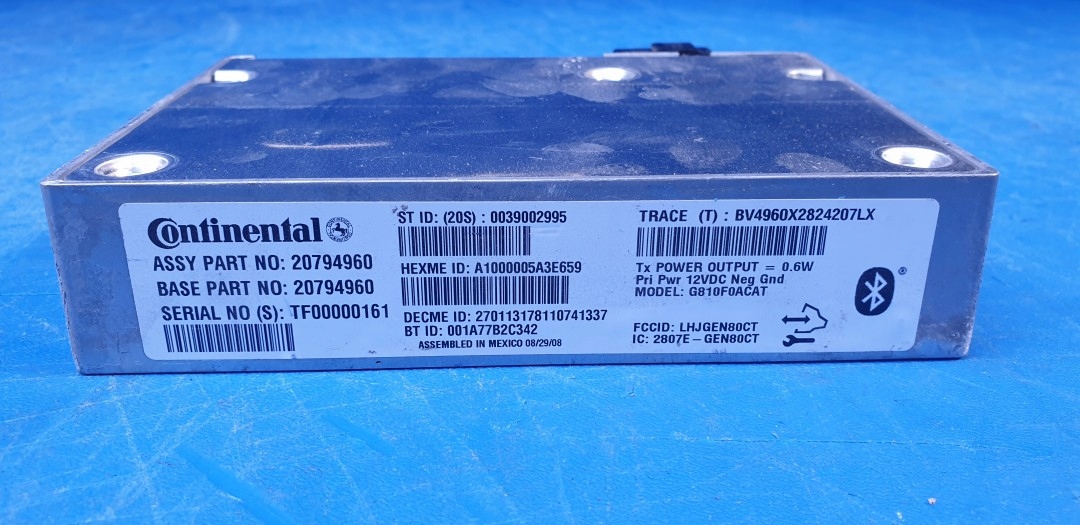 Continental
ASSY PART NO: 20794960
BASE PART NO: 20794960
SERIAL NO (S): TF00000161
ST ID: (20S) : 0039002995
HEXME ID: A1000005A3E659
DECME ID: 270113178110741337
BT ID: 001A77B2C342
ASSEMBLED IN MEXICO 08/29/08
TRACE (T) : BV4960X2824207LX
Tx POWER OUTPUT = 0.6W
Pri Pwr 12VDC Neg Gnd
MODEL: G810F0ACAT
FCCID: LHJGEN80CT
IC: 2807E-GEN80CT
®